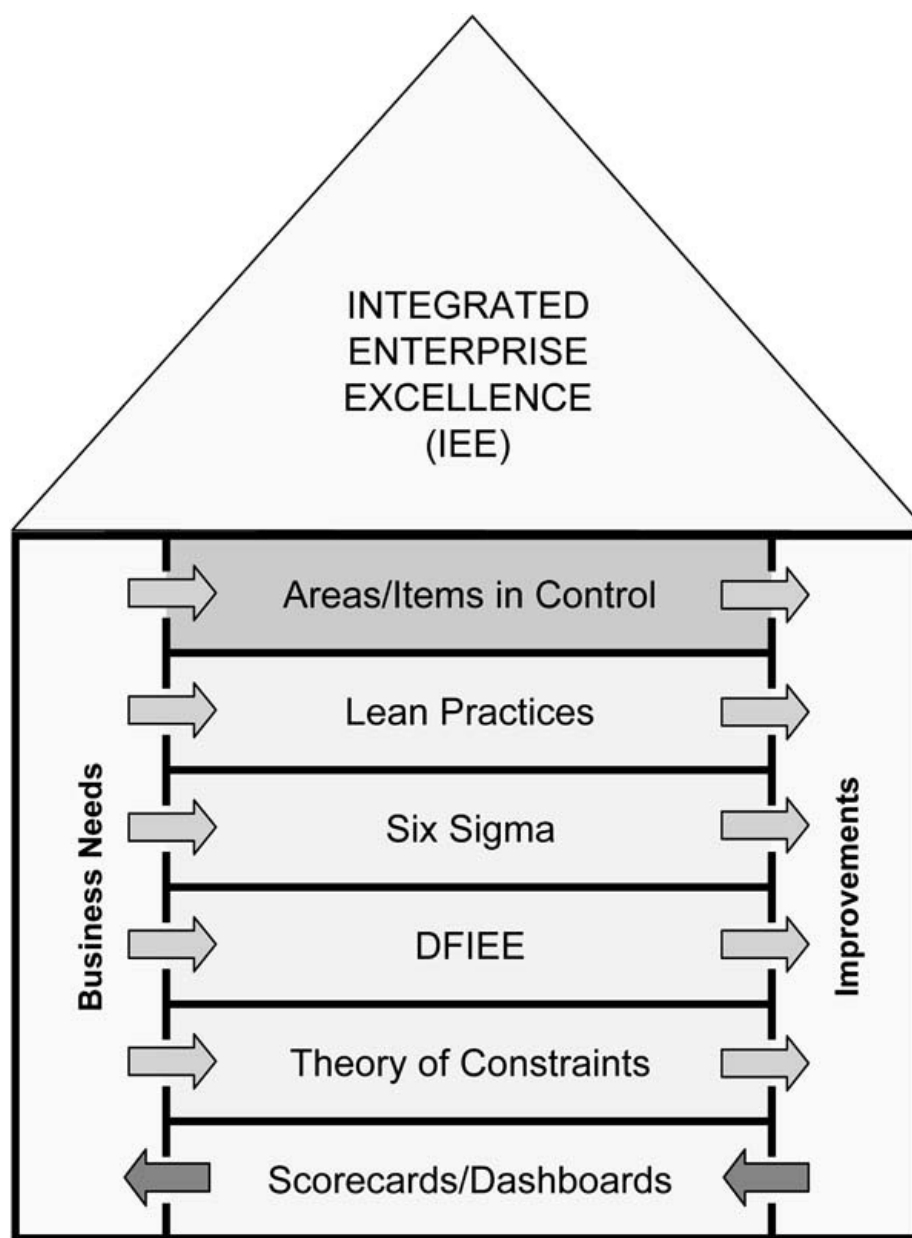 INTEGRATED
ENTERPRISE
EXCELLENCE
(IEE)
Business Needs
Areas/Items in Control
Lean Practices
Six Sigma
DFIEE
Theory of Constraints
Scorecards/Dashboards
Improvements